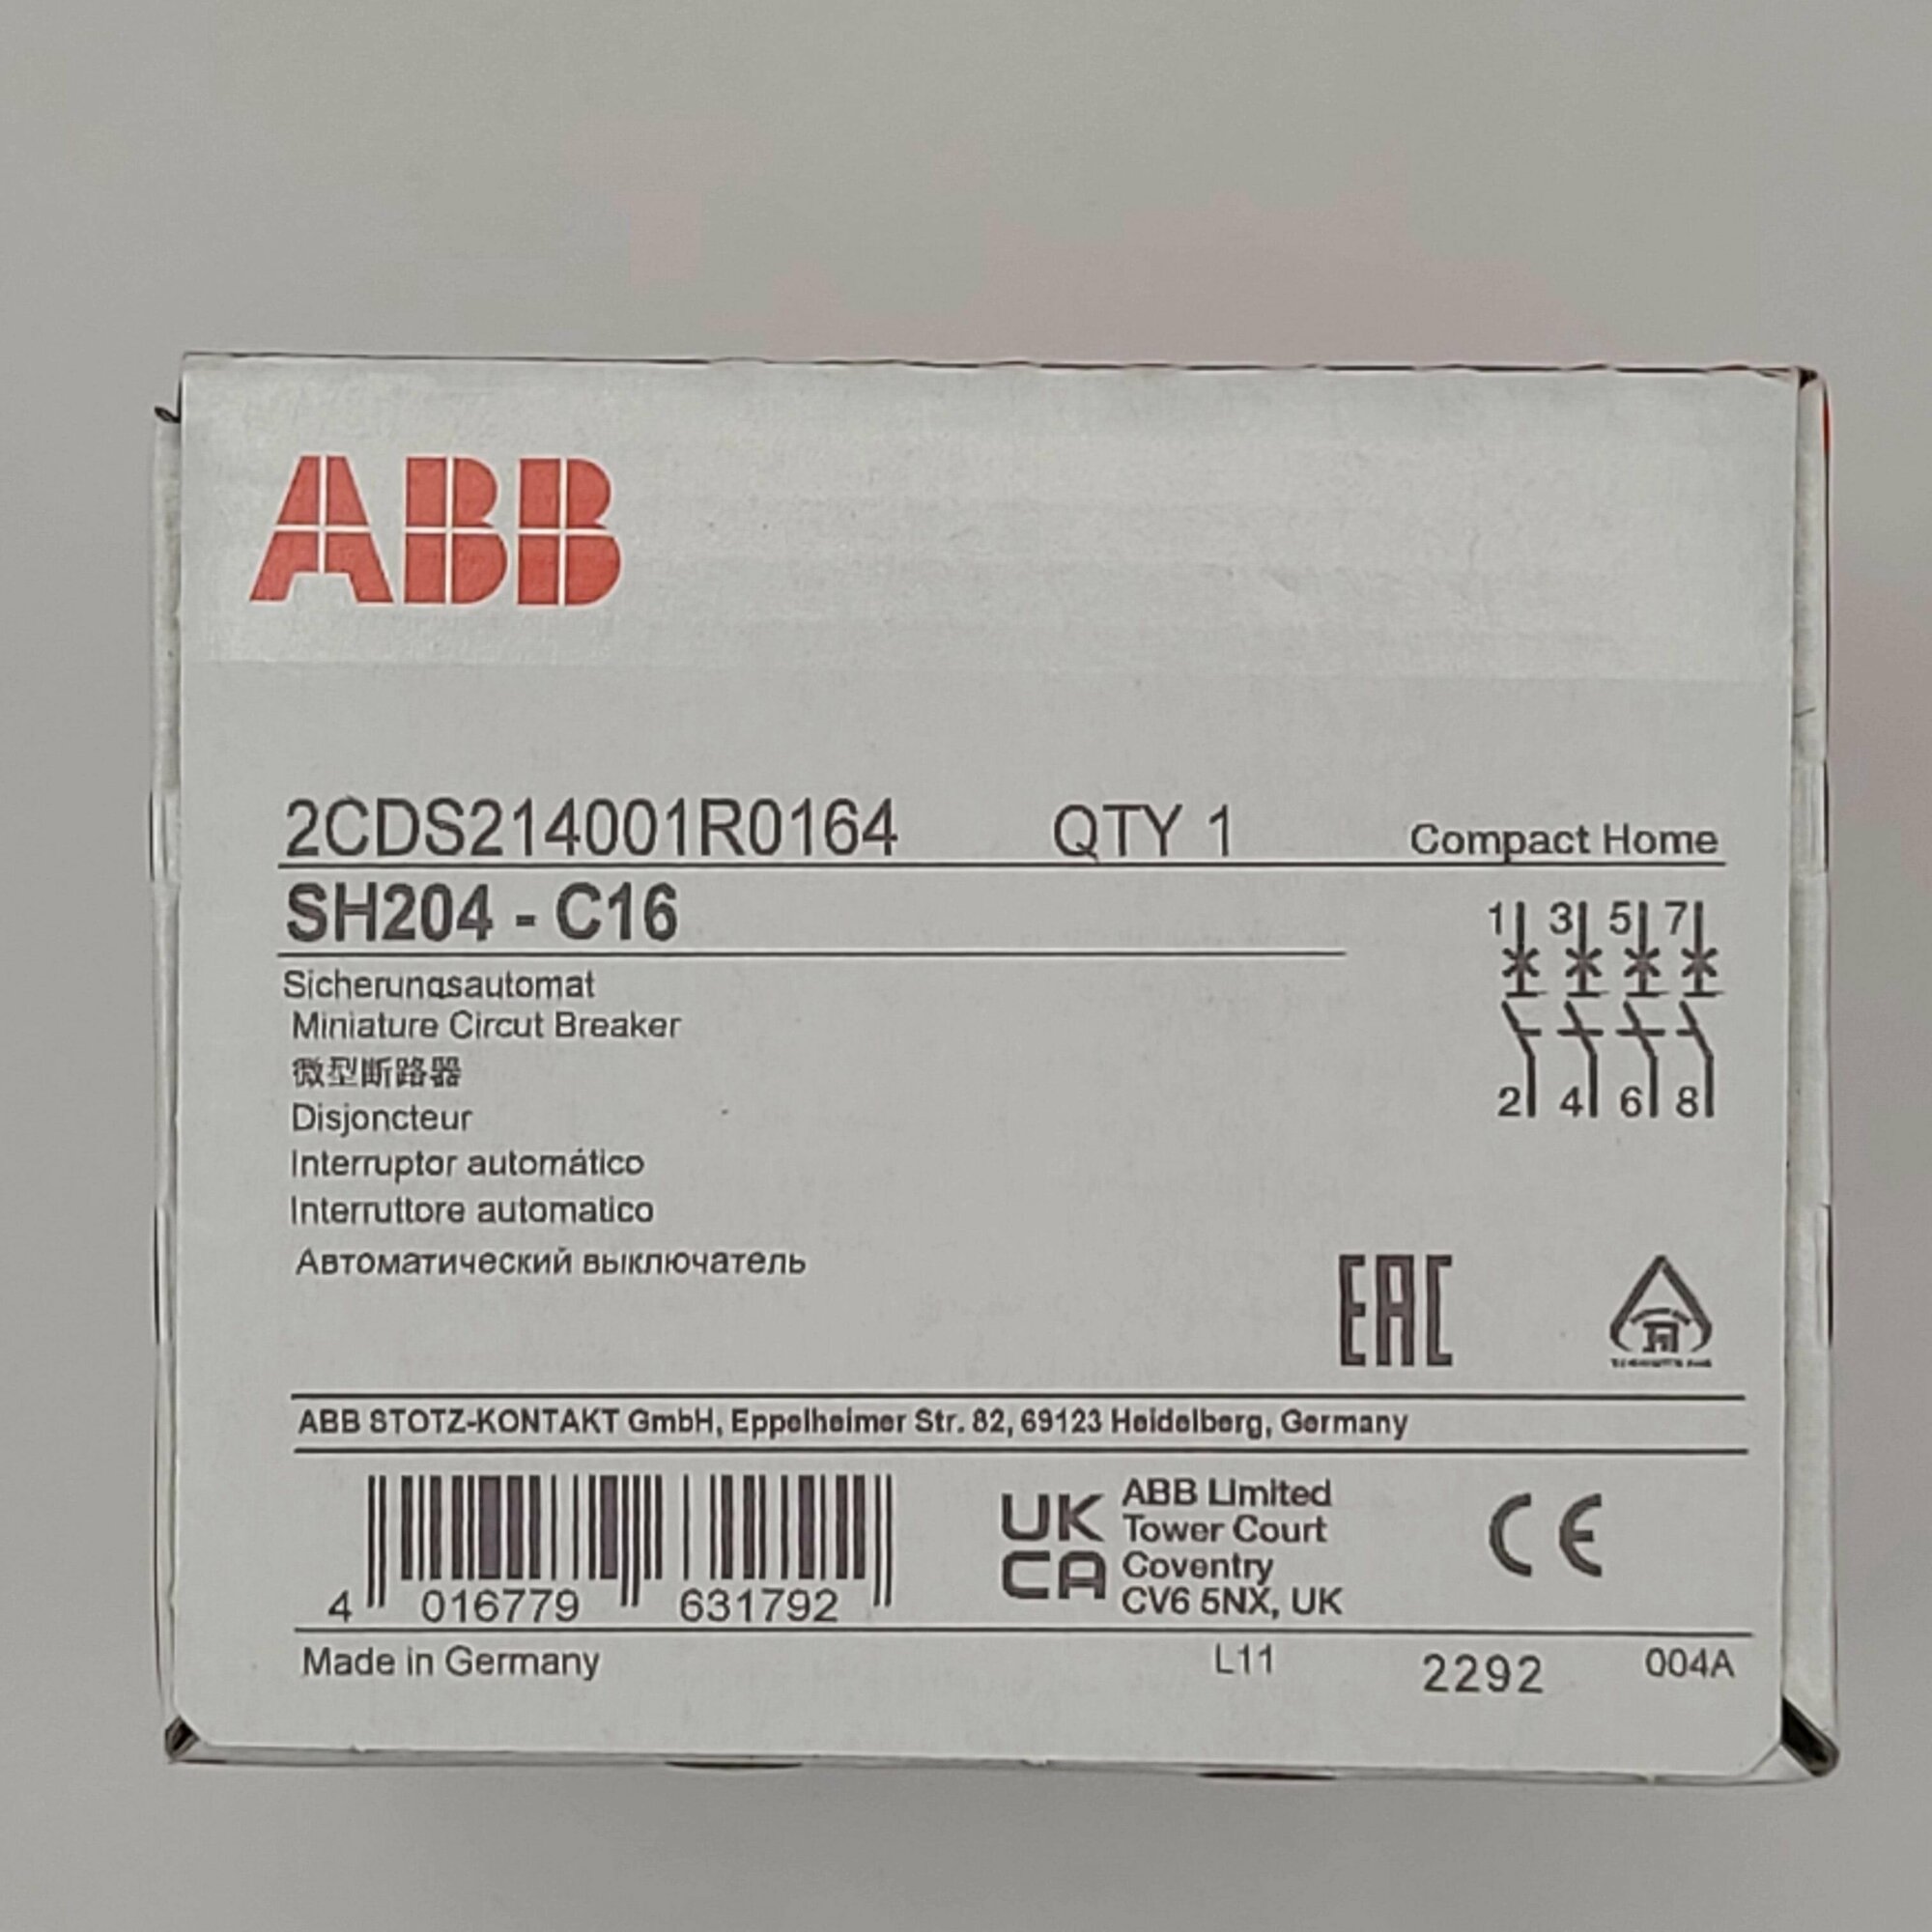 ABB
2CDS214001R0164 QTY 1 Compact Home
SH204 - C16
1 3 5 7
2 4 6 8
Sicherungsautomat
Miniature Circut Breaker
微型断路器
Disjoncteur
Interruptor automático
Interruttore automatico
Автоматический выключатель
EAC
ABB STOTZ-KONTAKT GmbH, Eppelheimer Str. 82, 69123 Heidelberg, Germany
4 016779 631792
UK
CA
ABB Limited
Tower Court
Coventry
CV6 5NX, UK
CE
Made in Germany L11 2292 004A